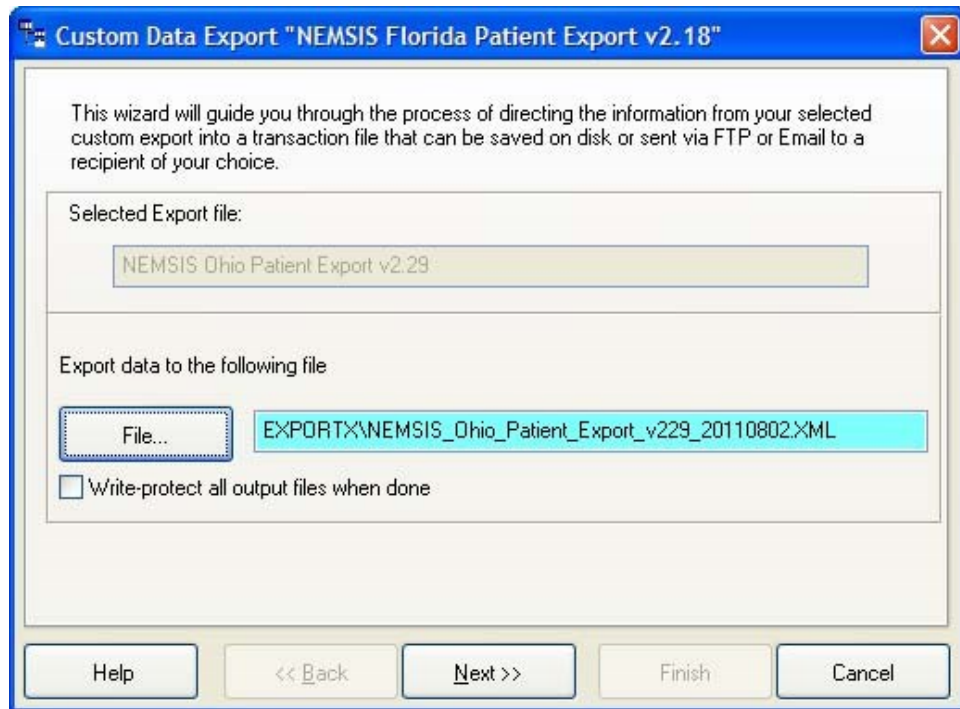 Custom Data Export "NEMSIS Florida Patient Export v2.18"
This wizard will guide you through the process of directing the information from your selected
custom export into a transaction file that can be saved on disk or sent via FTP or Email to a
recipient of your choice.
Selected Export file:
NEMSIS Ohio Patient Export v2.29
Export data to the following file
File...
EXPORTX\NEMSIS_Ohio_Patient_Export_v229_20110802.XML
Write-protect all output files when done
Help
<< Back
Next >>
Finish
Cancel